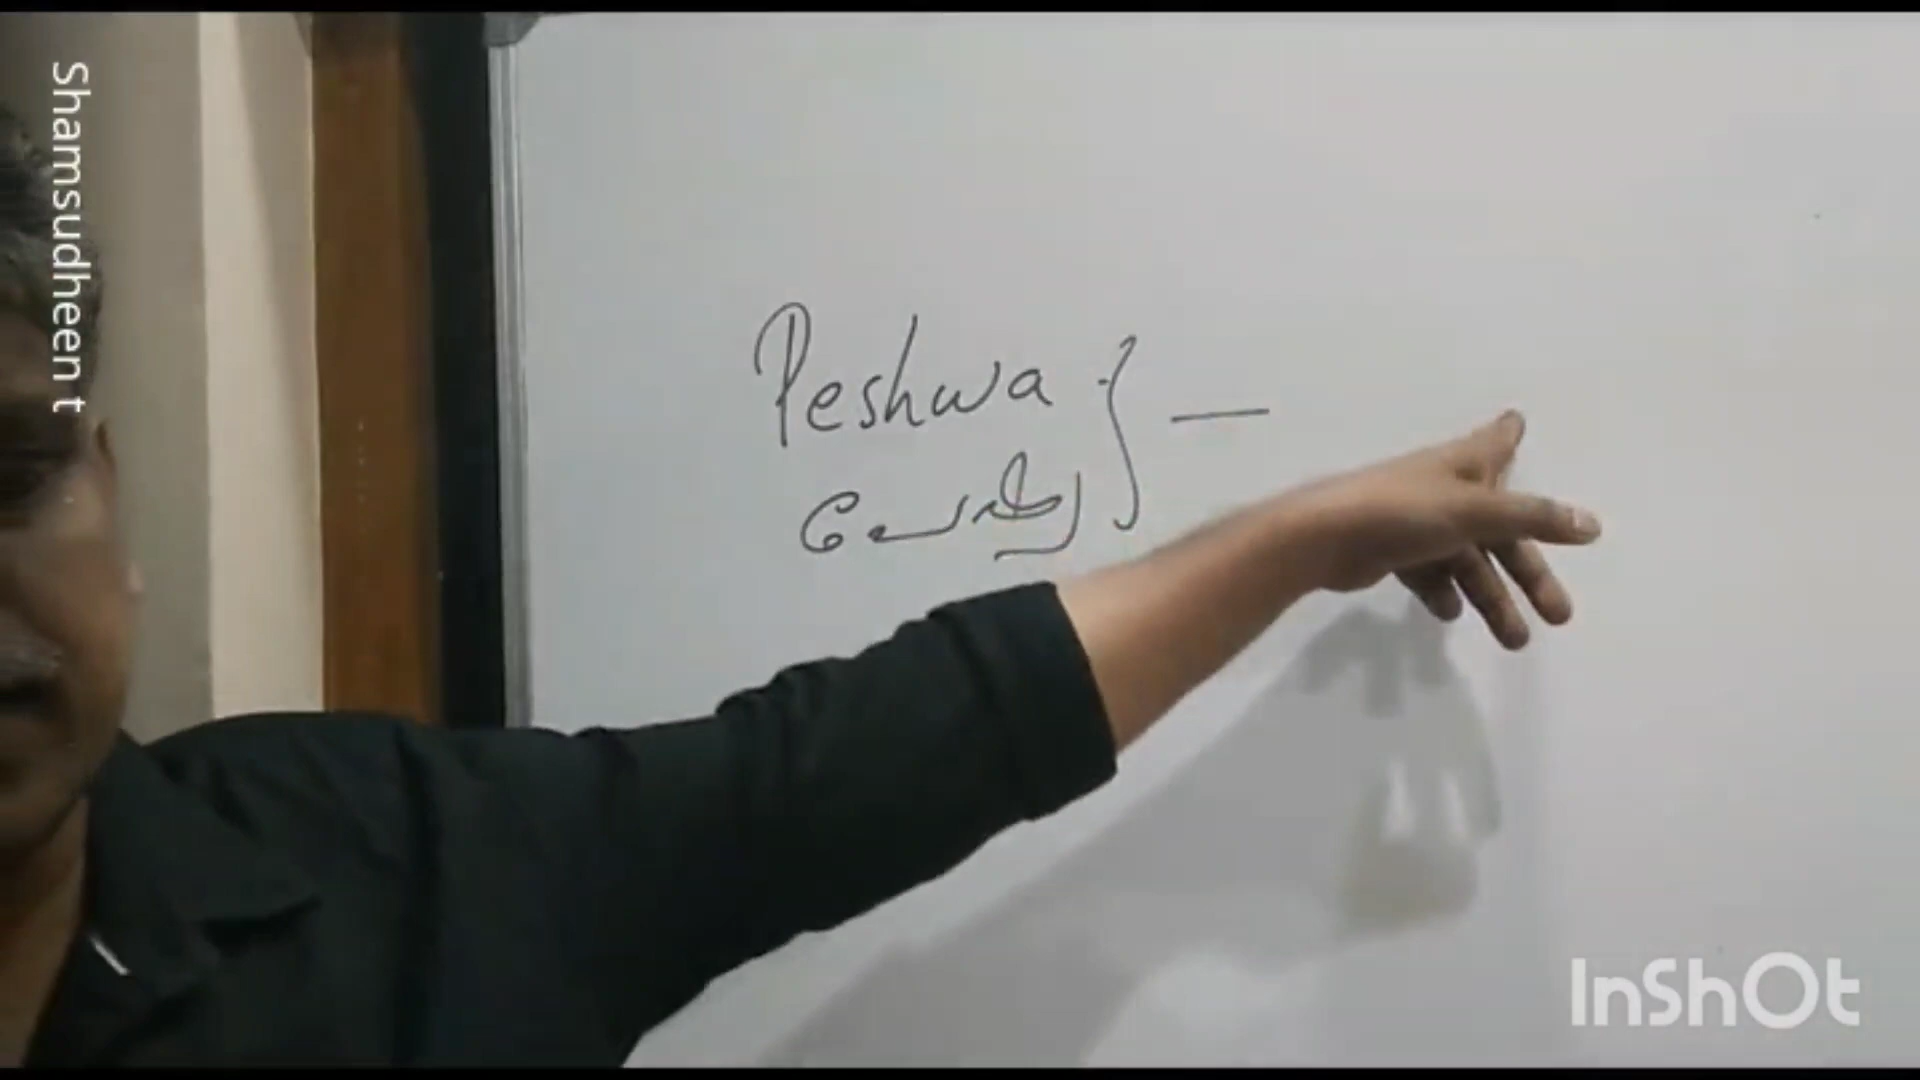 Shamsudheen t
Peshwa } —
പേഷ്വ
InShOt